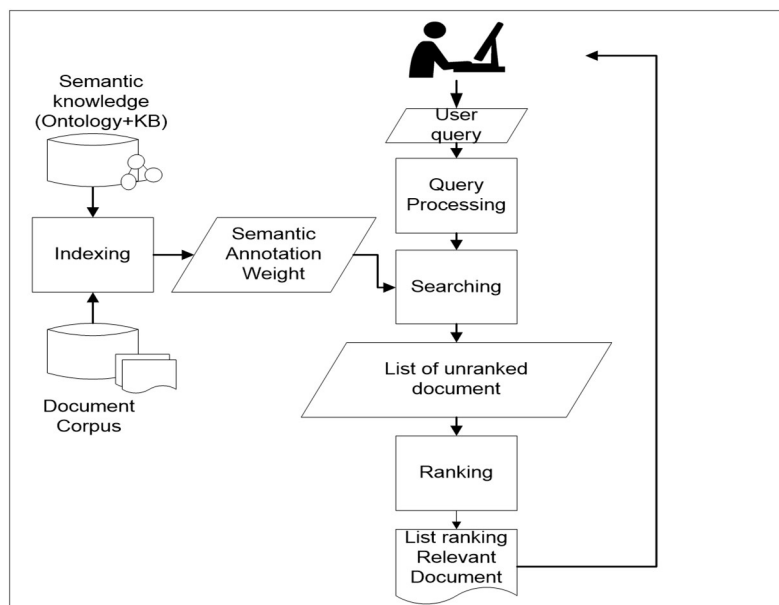 Semantic
knowledge
(Ontology+KB)
Indexing
Document
Corpus
Semantic
Annotation
Weight
User
query
Query
Processing
Searching
List of unranked
document
Ranking
List ranking
Relevant
Document